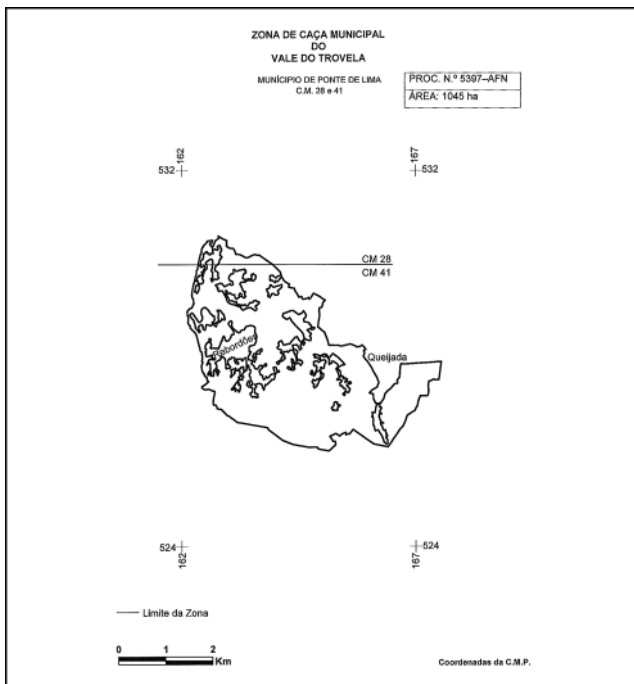 ZONA DE CAÇA MUNICIPAL
DO
VALE DO TROVELA
MUNÍCIPIO DE PONTE DE LIMA
C.M. 28 e 41
PROC. N.º 5397–AFN
ÁREA: 1045 ha
162
167
532
532
CM 28
CM 41
Rebordões
Queijada
524
524
162
167
Limite da Zona
0 1 2
Km
Coordenadas da C.M.P.